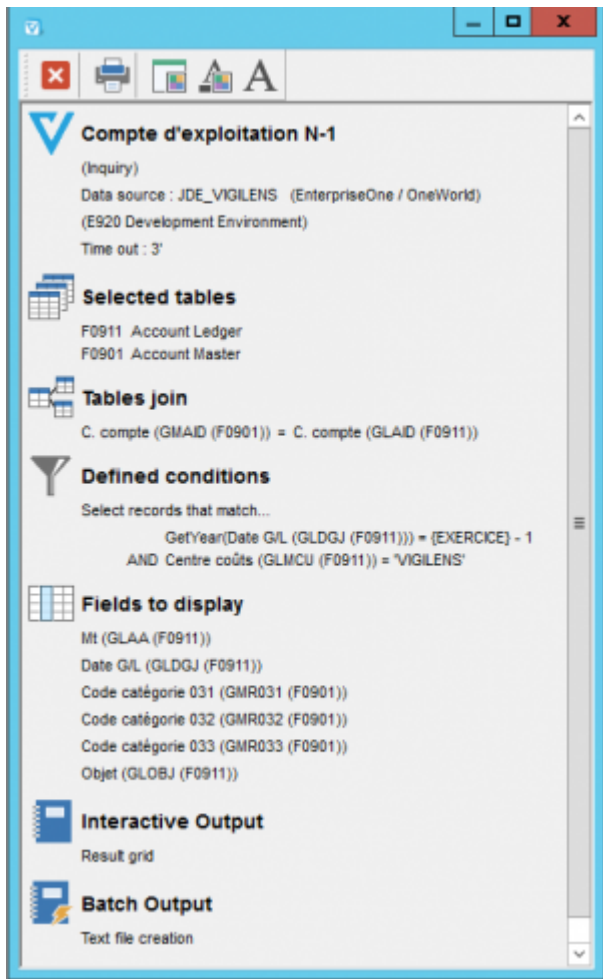 Compte d'exploitation N-1
(Inquiry)
Data source : JDE_VIGILENS (EnterpriseOne / OneWorld)
(E920 Development Environment)
Time out : 3'
Selected tables
F0911 Account Ledger
F0901 Account Master
Tables join
C. compte (GMAID (F0901)) = C. compte (GLAID (F0911))
Defined conditions
Select records that match...
GetYear(Date G/L (GLDGJ (F0911))) = {EXERCICE} - 1
AND Centre coûts (GLMCU (F0911)) = 'VIGILENS'
Fields to display
Mt (GLAA (F0911))
Date G/L (GLDGJ (F0911))
Code catégorie 031 (GMR031 (F0901))
Code catégorie 032 (GMR032 (F0901))
Code catégorie 033 (GMR033 (F0901))
Objet (GLOBJ (F0911))
Interactive Output
Result grid
Batch Output
Text file creation